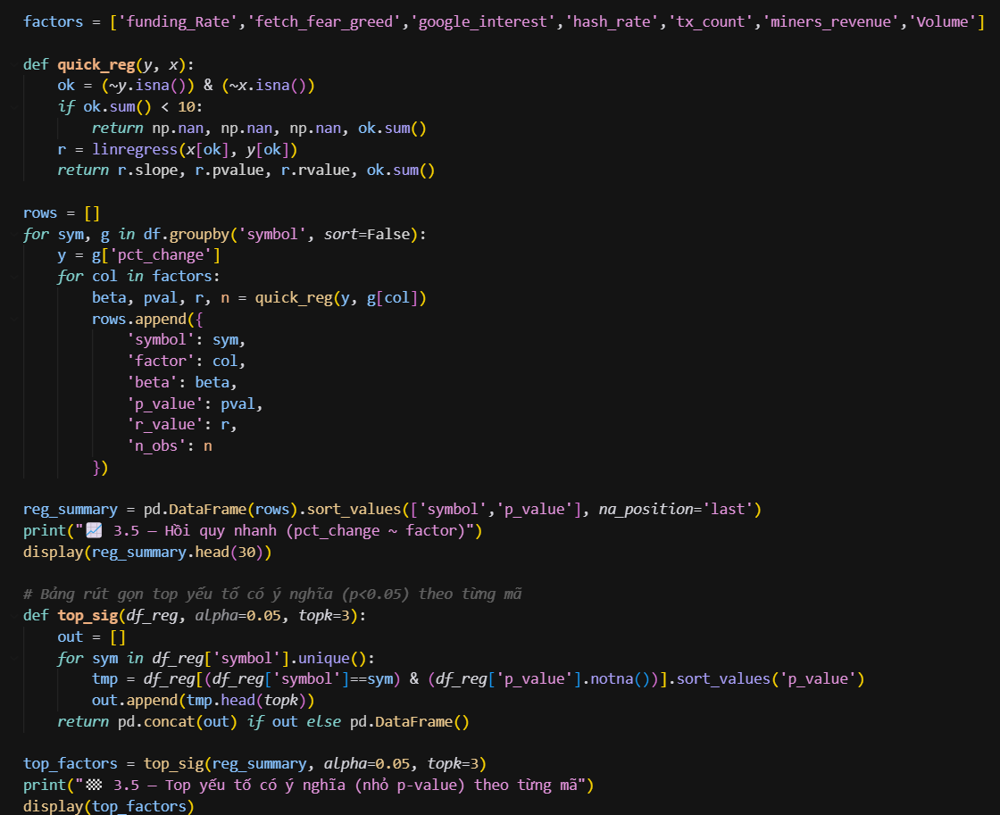 factors = ['funding_Rate','fetch_fear_greed','google_interest','hash_rate','tx_count','miners_revenue','Volume']
def quick_reg(y, x):
    ok = (~y.isna()) & (~x.isna())
    if ok.sum() < 10:
        return np.nan, np.nan, np.nan, ok.sum()
    r = linregress(x[ok], y[ok])
    return r.slope, r.pvalue, r.rvalue, ok.sum()
rows = []
for sym, g in df.groupby('symbol', sort=False):
    y = g['pct_change']
    for col in factors:
        beta, pval, r, n = quick_reg(y, g[col])
        rows.append({
            'symbol': sym,
            'factor': col,
            'beta': beta,
            'p_value': pval,
            'r_value': r,
            'n_obs': n
        })
reg_summary = pd.DataFrame(rows).sort_values(['symbol','p_value'], na_position='last')
print("📈 3.5 — Hồi quy nhanh (pct_change ~ factor)")
display(reg_summary.head(30))
# Bảng rút gọn top yếu tố có ý nghĩa (p<0.05) theo từng mã
def top_sig(df_reg, alpha=0.05, topk=3):
    out = []
    for sym in df_reg['symbol'].unique():
        tmp = df_reg[(df_reg['symbol']==sym) & (df_reg['p_value'].notna())].sort_values('p_value')
        out.append(tmp.head(topk))
    return pd.concat(out) if out else pd.DataFrame()
top_factors = top_sig(reg_summary, alpha=0.05, topk=3)
print("🏁 3.5 — Top yếu tố có ý nghĩa (nhỏ p-value) theo từng mã")
display(top_factors)